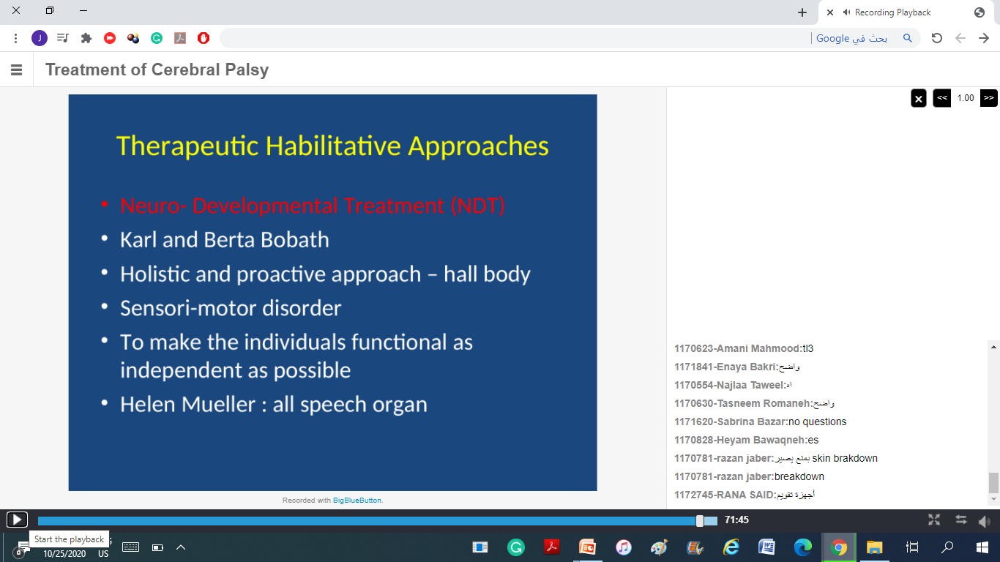 Recording Playback
بحث في Google
J
Treatment of Cerebral Palsy
<< 1.00 >>
Therapeutic Habilitative Approaches
• Neuro- Developmental Treatment (NDT)
• Karl and Berta Bobath
• Holistic and proactive approach – hall body
• Sensori-motor disorder
• To make the individuals functional as
independent as possible
• Helen Mueller : all speech organ
Recorded with BigBlueButton.
1170623-Amani Mahmood:tl3
1171841-Enaya Bakri:واضح
1170554-Najlaa Taweel:اه
1170630-Tasneem Romaneh:واضح
1171620-Sabrina Bazar:no questions
1170828-Heyam Bawaqneh:es
1170781-razan jaber:بمنع يصير skin brakdown
1170781-razan jaber:breakdown
1172745-RANA SAID:أجهزة تقويم
71:45
Start the playback
10/25/2020 US